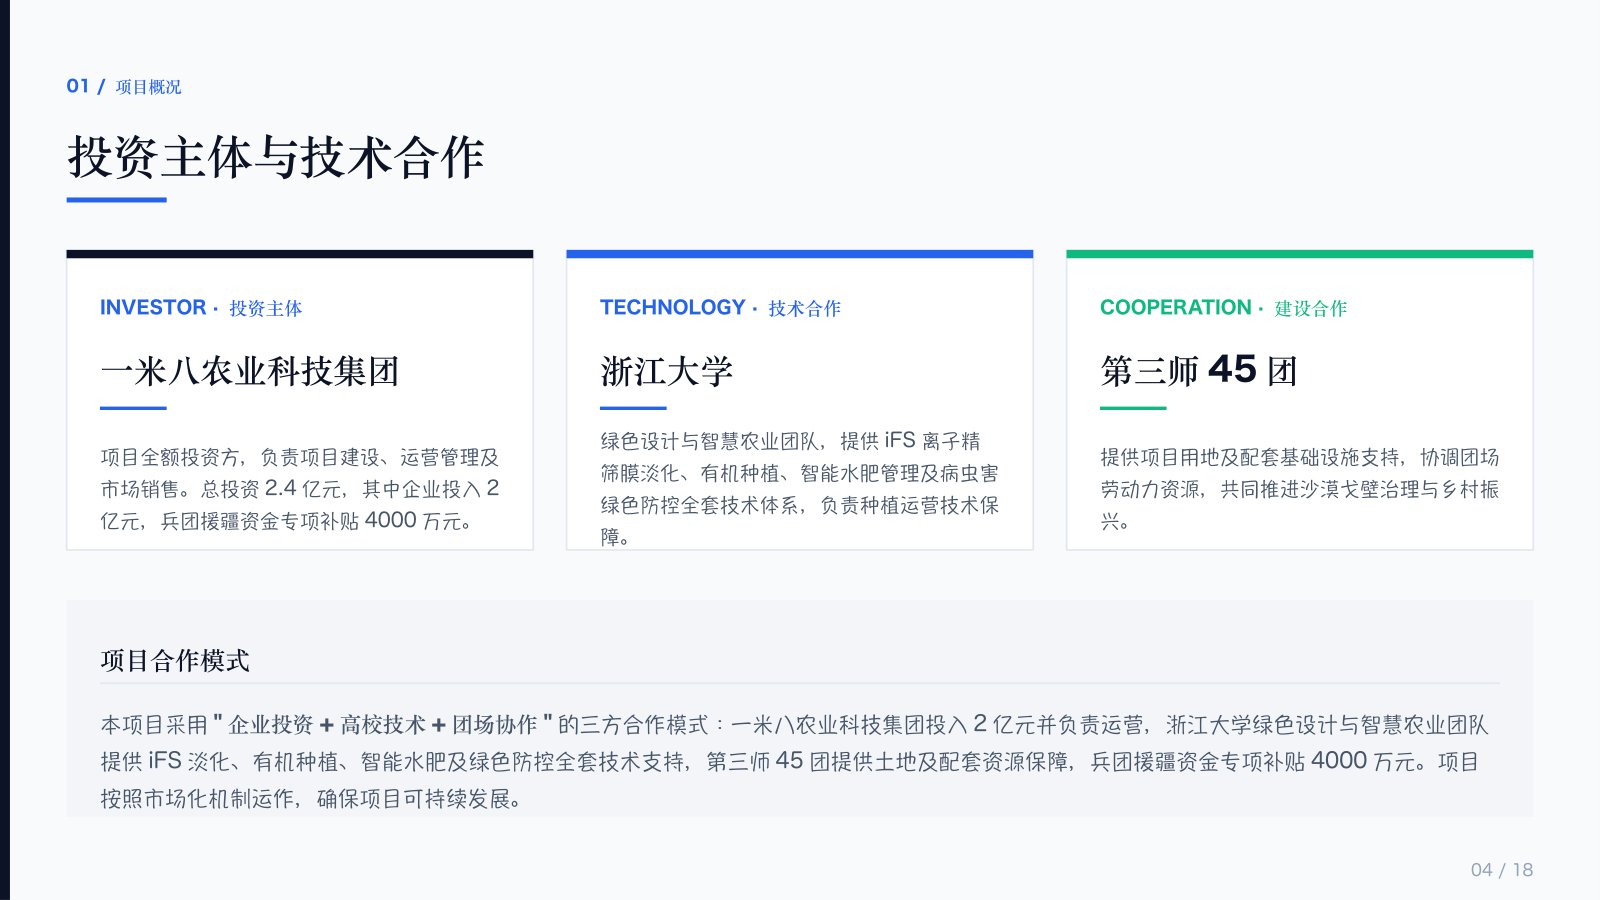 01 / 项目概况
投资主体与技术合作
INVESTOR · 投资主体
一米八农业科技集团
项目全额投资方，负责项目建设、运营管理及
市场销售。总投资 2.4 亿元，其中企业投入 2
亿元，兵团援疆资金专项补贴 4000 万元。
TECHNOLOGY · 技术合作
浙江大学
绿色设计与智慧农业团队，提供 iFS 离子精
筛膜淡化、有机种植、智能水肥管理及病虫害
绿色防控全套技术体系，负责种植运营技术保
障。
COOPERATION · 建设合作
第三师 45 团
提供项目用地及配套基础设施支持，协调团场
劳动力资源，共同推进沙漠戈壁治理与乡村振
兴。
项目合作模式
本项目采用 " 企业投资 + 高校技术 + 团场协作 " 的三方合作模式：一米八农业科技集团投入 2 亿元并负责运营，浙江大学绿色设计与智慧农业团队
提供 iFS 淡化、有机种植、智能水肥及绿色防控全套技术支持，第三师 45 团提供土地及配套资源保障，兵团援疆资金专项补贴 4000 万元。项目
按照市场化机制运作，确保项目可持续发展。
04 / 18